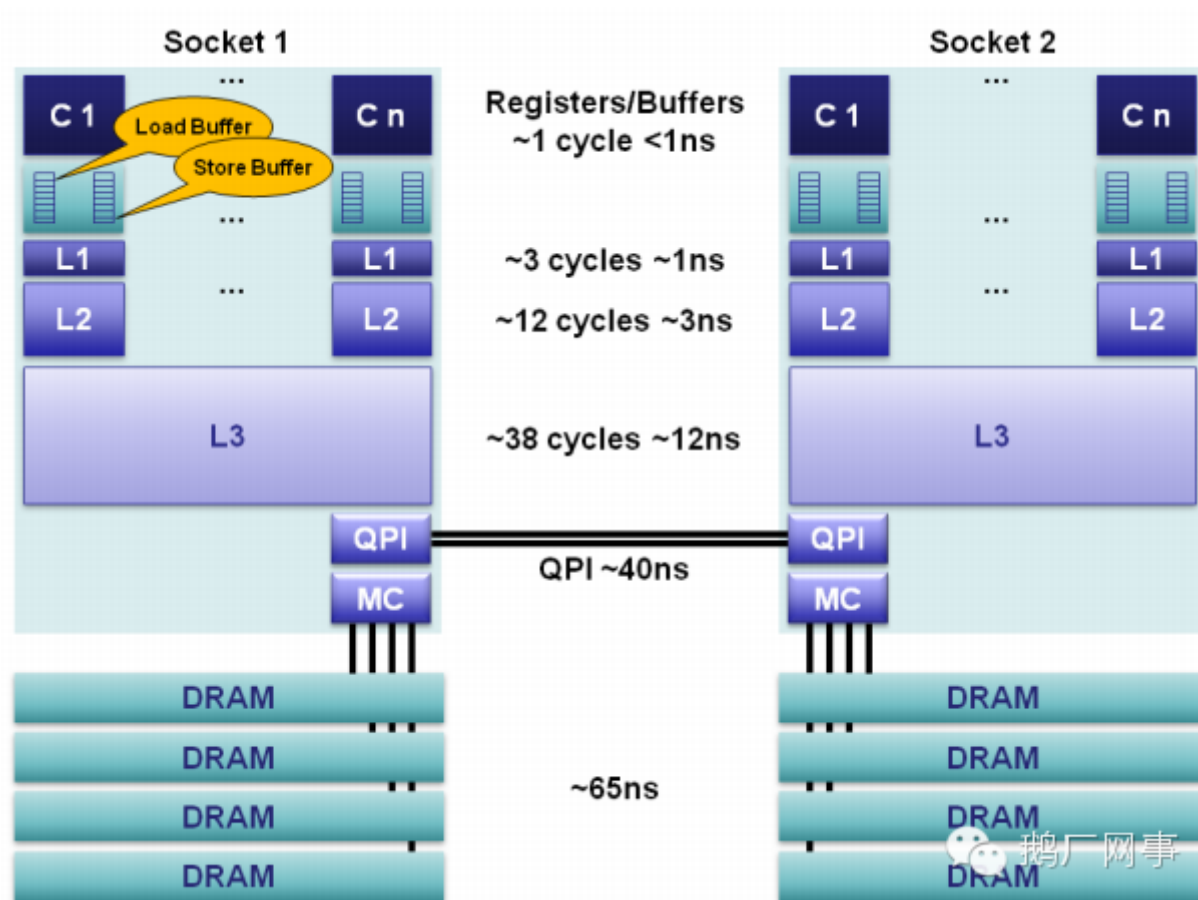 Socket 1
Socket 2
...
...
C 1
C n
Registers/Buffers
~1 cycle <1ns
C 1
C n
Load Buffer
Store Buffer
...
...
L1
L1
~3 cycles ~1ns
L1
L1
...
...
L2
L2
~12 cycles ~3ns
L2
L2
L3
~38 cycles ~12ns
L3
QPI
QPI
QPI ~40ns
MC
MC
DRAM
DRAM
DRAM
DRAM
~65ns
DRAM
DRAM
鹅厂网事
DRAM
DRAM